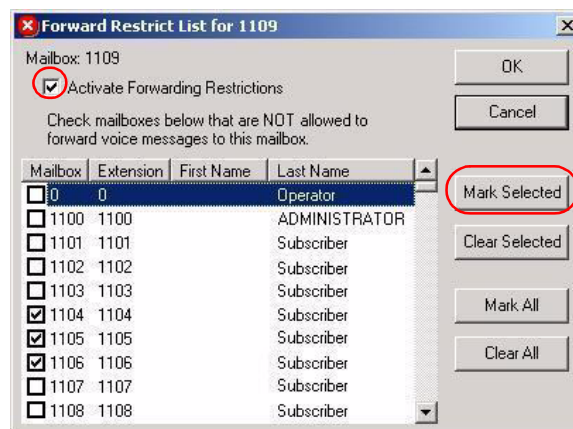 Forward Restrict List for 1109
Mailbox: 1109
Activate Forwarding Restrictions
Check mailboxes below that are NOT allowed to
forward voice messages to this mailbox.
OK
Cancel
Mailbox Extension First Name Last Name
0 0 Operator
1100 1100 ADMINISTRATOR
1101 1101 Subscriber
1102 1102 Subscriber
1103 1103 Subscriber
1104 1104 Subscriber
1105 1105 Subscriber
1106 1106 Subscriber
1107 1107 Subscriber
1108 1108 Subscriber
Mark Selected
Clear Selected
Mark All
Clear All